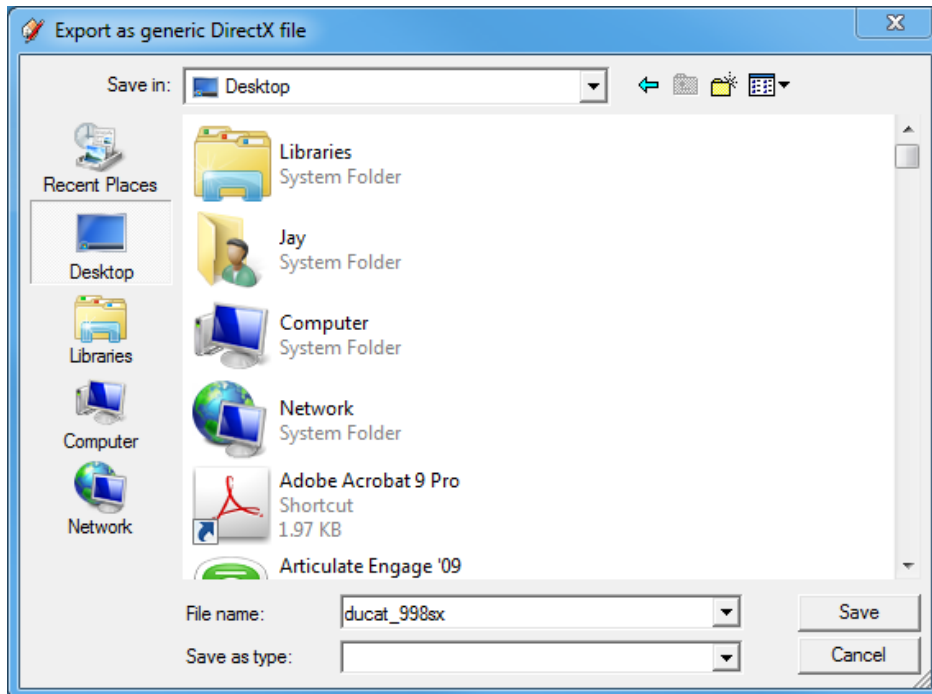 Export as generic DirectX file
Save in:
Desktop
Recent Places
Desktop
Libraries
Computer
Network
Libraries
System Folder
Jay
System Folder
Computer
System Folder
Network
System Folder
Adobe Acrobat 9 Pro
Shortcut
1.97 KB
Articulate Engage '09
File name:
ducat_998sx
Save
Save as type:
Cancel